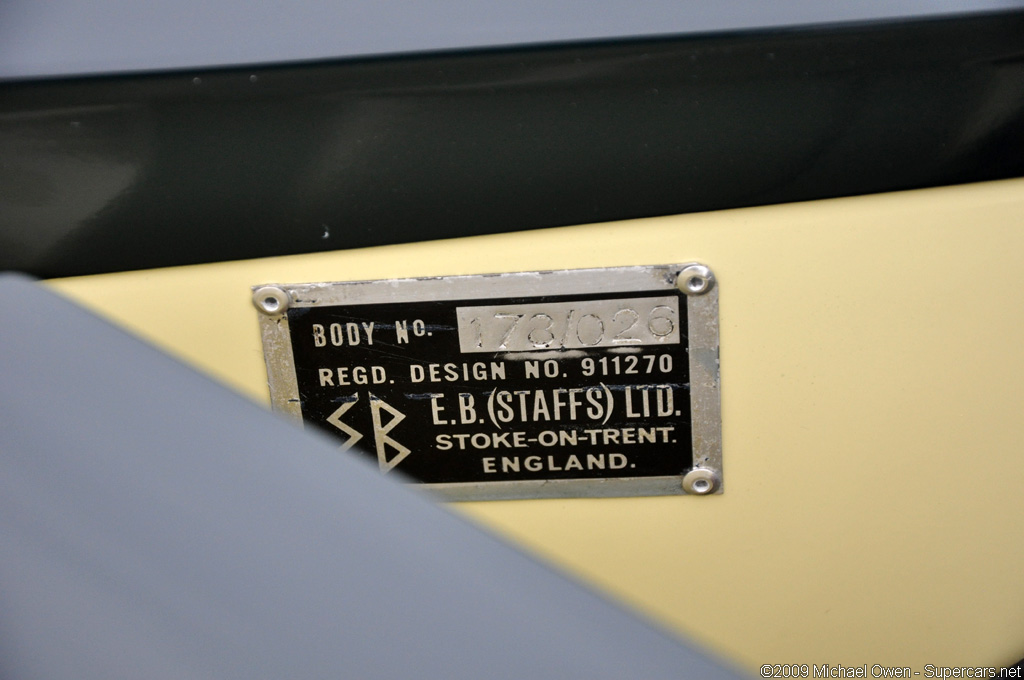 BODY NO. 173/026
REGD. DESIGN NO. 911270
EB E.B. (STAFFS) LTD.
STOKE-ON-TRENT.
ENGLAND.
©2009 Michael Owen - Supercars.net